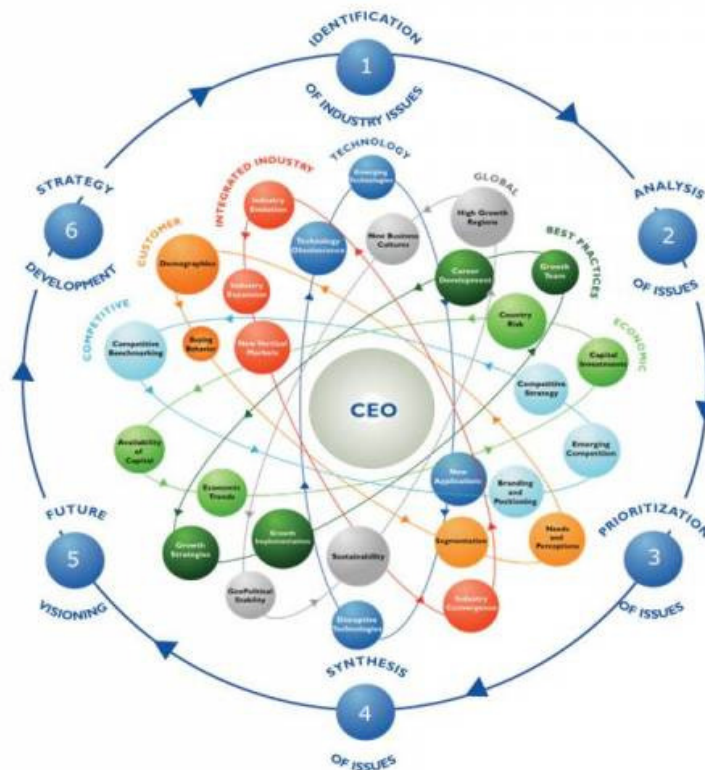 IDENTIFICATION
1
OF INDUSTRY ISSUES
TECHNOLOGY
Emerging
Technologies
INTEGRATED INDUSTRY
Industry
Evolution
GLOBAL
High Growth
Regions
STRATEGY
6
DEVELOPMENT
ANALYSIS
2
OF ISSUES
CUSTOMER
Demographics
Technology
Obsolescence
New Business
Cultures
BEST PRACTICES
Career
Development
Growth
Team
Industry
Expansion
Country
Risk
COMPETITIVE
Competitive
Benchmarking
Buying
Behavior
New Vertical
Markets
ECONOMIC
Capital
Investments
CEO
Competitive
Strategy
Availability
of
Capital
Emerging
Competition
New
Applications
Economic
Trends
Branding
and
Positioning
FUTURE
5
VISIONING
PRIORITIZATION
3
OF ISSUES
Growth
Strategies
Growth
Implementation
Sustainability
Segmentation
Needs
and
Perceptions
GeoPolitical
Stability
Industry
Convergence
Disruptive
Technologies
SYNTHESIS
4
OF ISSUES